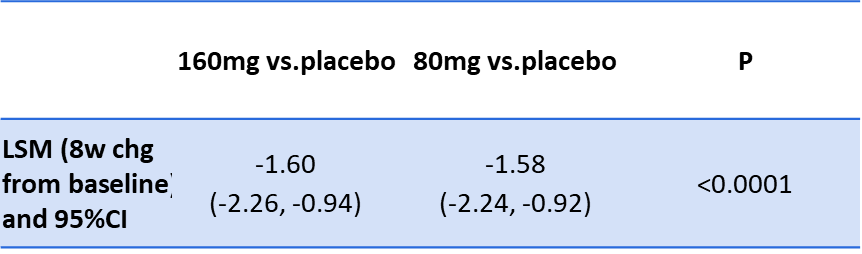 160mg vs.placebo 80mg vs.placebo P
LSM (8w chg
from baseline)
and 95%CI
-1.60
(-2.26, -0.94)
-1.58
(-2.24, -0.92)
<0.0001